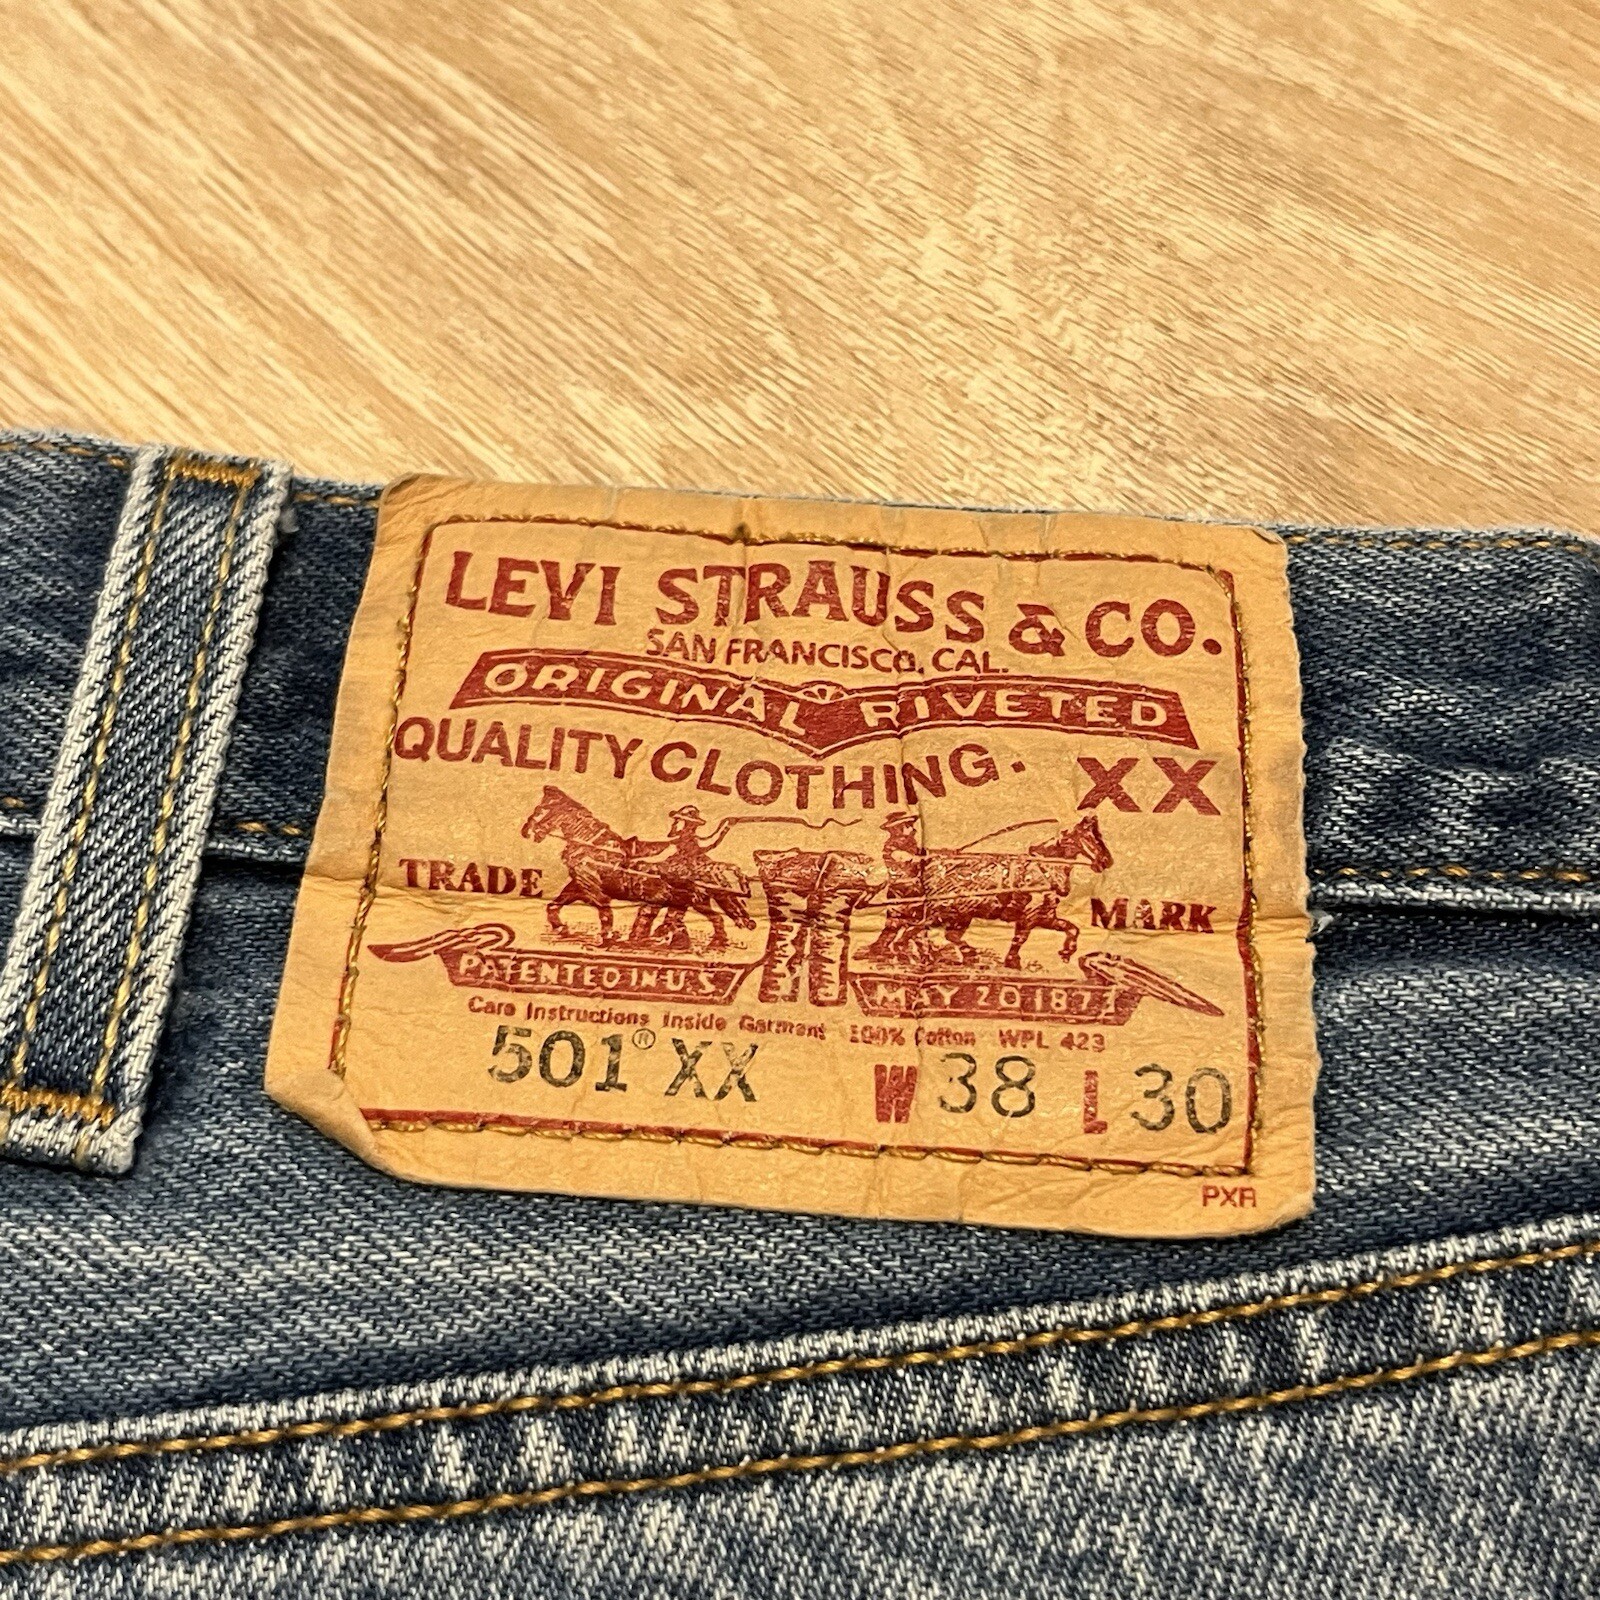 LEVI STRAUSS & CO.
SAN FRANCISCO, CAL.
ORIGINAL RIVETED
QUALITY CLOTHING. XX
TRADE MARK
PATENTED IN U.S. MAY 20 1873
Care Instructions Inside Garment 100% Cotton WPL 423
501® XX W 38 L 30
PXR